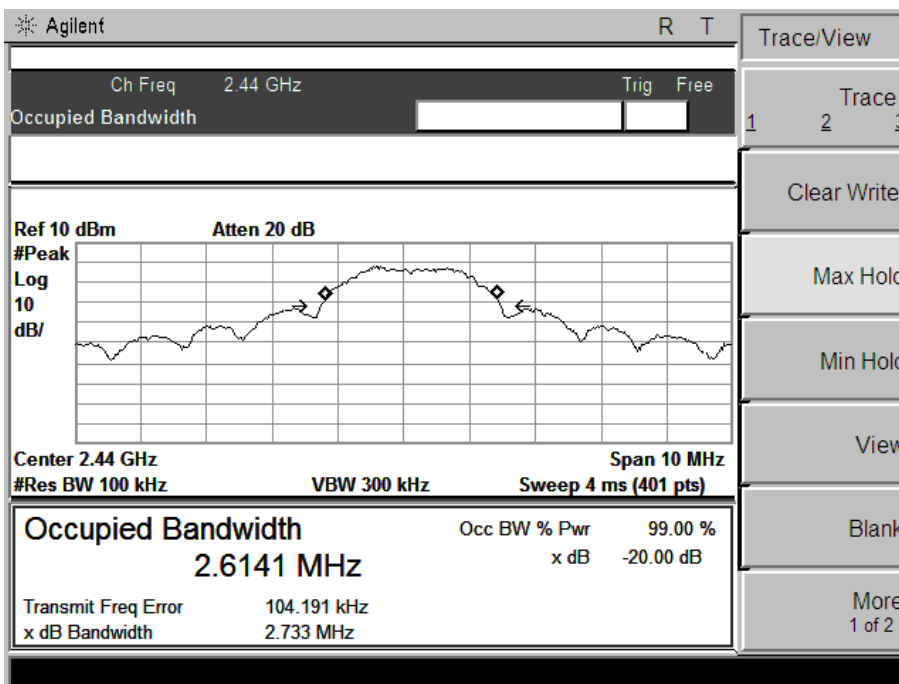 Agilent R T
Trace/View
Ch Freq 2.44 GHz Trig Free
Occupied Bandwidth
Trace
1 2 3
Clear Write
Max Hold
Min Hold
View
Blank
More
1 of 2
Ref 10 dBm Atten 20 dB
#Peak
Log
10
dB/
Center 2.44 GHz Span 10 MHz
#Res BW 100 kHz VBW 300 kHz Sweep 4 ms (401 pts)
Occupied Bandwidth
2.6141 MHz
Occ BW % Pwr 99.00 %
x dB -20.00 dB
Transmit Freq Error 104.191 kHz
x dB Bandwidth 2.733 MHz